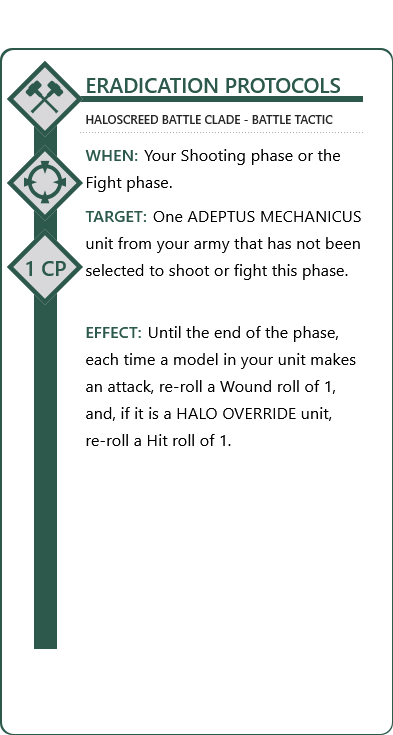 ERADICATION PROTOCOLS
HALOSCREED BATTLE CLADE - BATTLE TACTIC
WHEN: Your Shooting phase or the
Fight phase.
TARGET: One ADEPTUS MECHANICUS
unit from your army that has not been
1 CP
selected to shoot or fight this phase.
EFFECT: Until the end of the phase,
each time a model in your unit makes
an attack, re-roll a Wound roll of 1,
and, if it is a HALO OVERRIDE unit,
re-roll a Hit roll of 1.